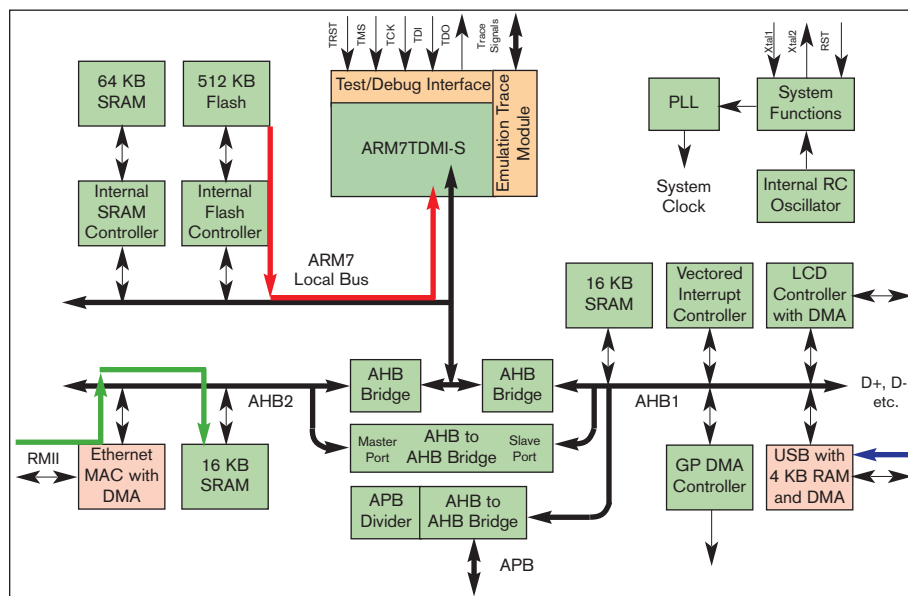 TRST
TMS
TCK
TDI
TDO
Trace
Signals
Xtal1
Xtal2
RST
64 KB
SRAM
512 KB
Flash
Test/Debug Interface
ARM7TDMI-S
Emulation Trace
Module
PLL
System
Functions
System
Clock
Internal RC
Oscillator
Internal
SRAM
Controller
Internal
Flash
Controller
ARM7
Local Bus
16 KB
SRAM
Vectored
Interrupt
Controller
LCD
Controller
with DMA
AHB2
AHB
Bridge
AHB
Bridge
AHB1
D+, D-
etc.
RMII
Ethernet
MAC with
DMA
16 KB
SRAM
Master
Port
AHB to
AHB Bridge
Slave
Port
GP DMA
Controller
USB with
4 KB RAM
and DMA
APB
Divider
AHB to
AHB Bridge
APB